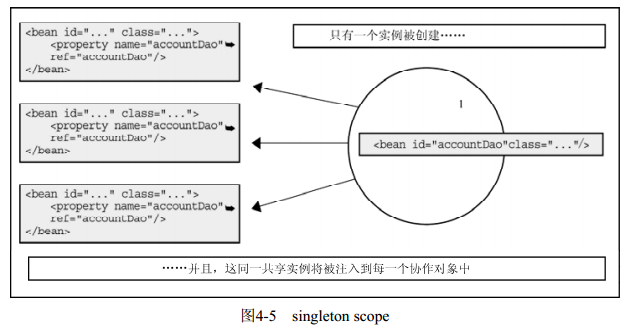 <bean id="..." class="...">
<property name="accountDao"
ref="accountDao"/>
</bean>
只有一个实例被创建……
1
<bean id="..." class="...">
<property name="accountDao"
ref="accountDao"/>
</bean>
<bean id="accountDao"class="..."/>
<bean id="..." class="...">
<property name="accountDao"
ref="accountDao"/>
</bean>
……并且，这同一共享实例将被注入到每一个协作对象中
图4-5 singleton scope